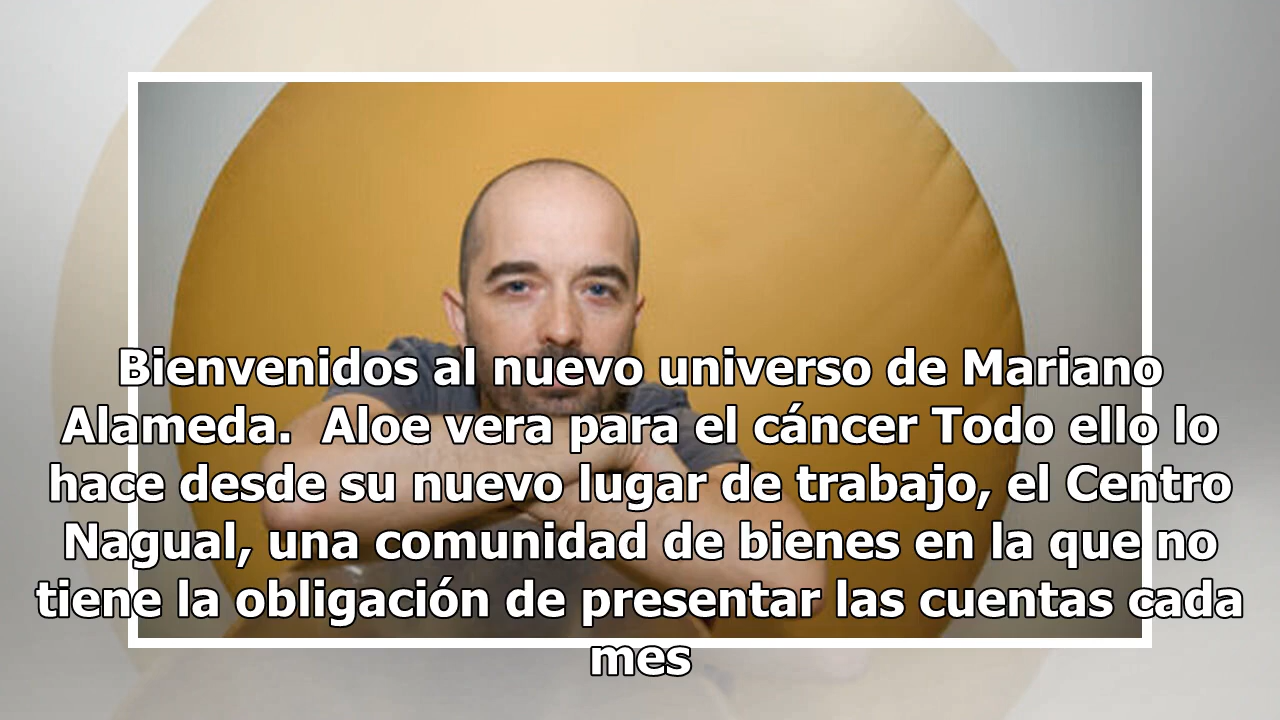 Bienvenidos al nuevo universo de Mariano
Alameda.  Aloe vera para el cáncer Todo ello lo
hace desde su nuevo lugar de trabajo, el Centro
Nagual, una comunidad de bienes en la que no
tiene la obligación de presentar las cuentas cada
mes